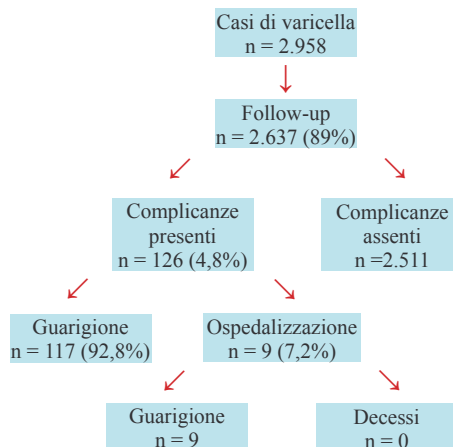 Casi di varicella
n = 2.958
Follow-up
n = 2.637 (89%)
Complicanze
presenti
n = 126 (4,8%)
Complicanze
assenti
n =2.511
Guarigione
n = 117 (92,8%)
Ospedalizzazione
n = 9 (7,2%)
Guarigione
n = 9
Decessi
n = 0